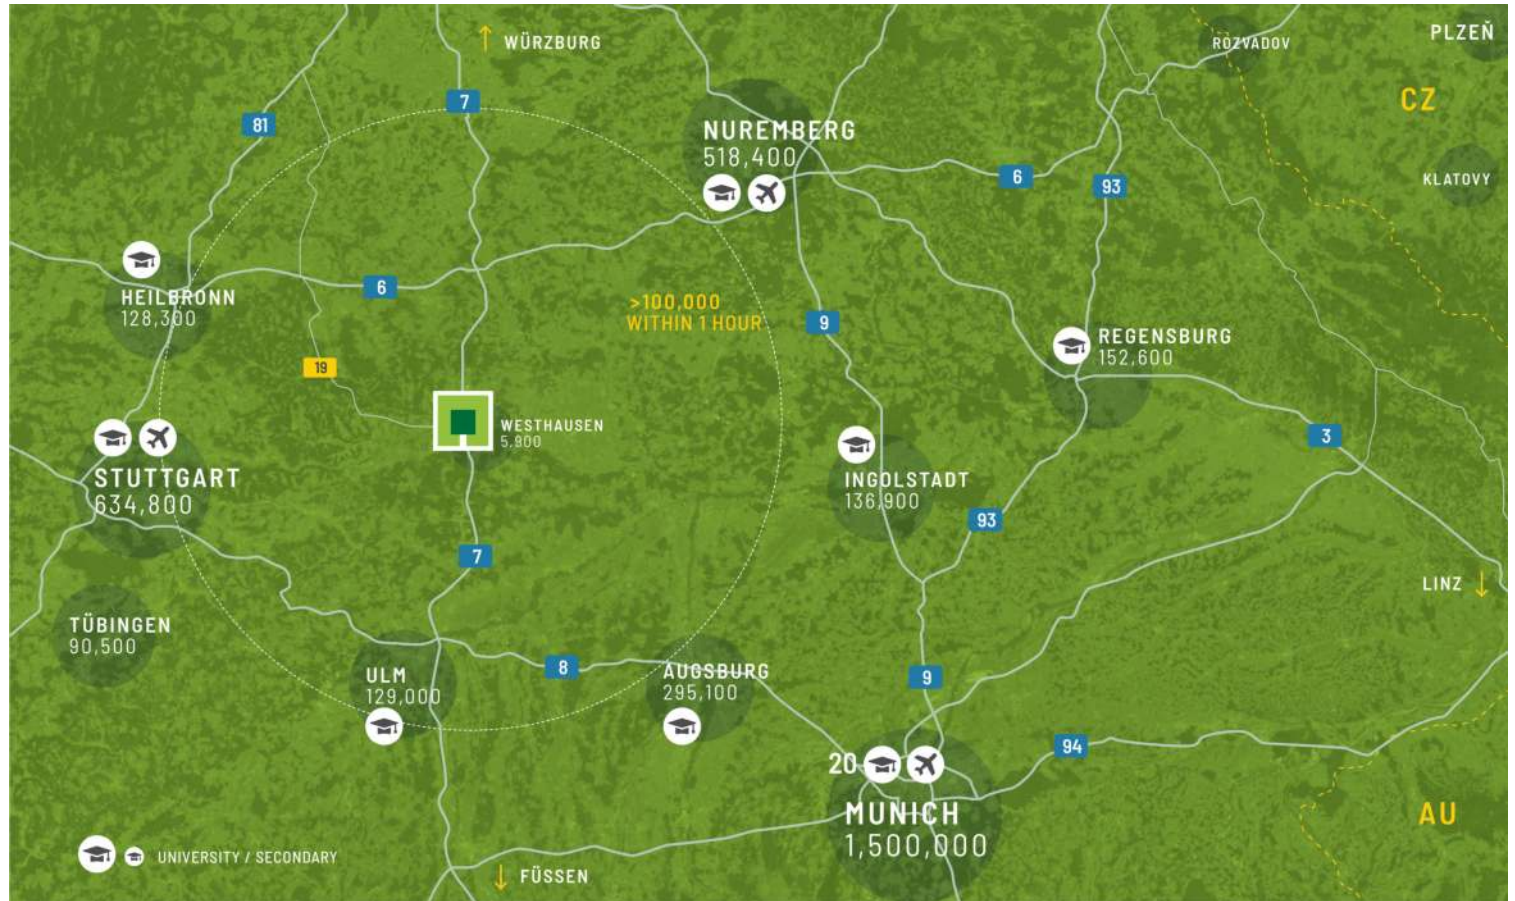 WÜRZBURG
ROZVADOV
PLZEŇ
CZ
7
81
NUREMBERG
518,400
6
93
KLATOVY
HEILBRONN
128,300
6
>100,000
WITHIN 1 HOUR
9
REGENSBURG
152,600
19
WESTHAUSEN
5,900
STUTTGART
634,800
INGOLSTADT
136,900
3
93
7
LINZ
TÜBINGEN
90,500
ULM
129,000
8
AUGSBURG
295,100
9
94
20
MUNICH
1,500,000
AU
UNIVERSITY / SECONDARY
FÜSSEN